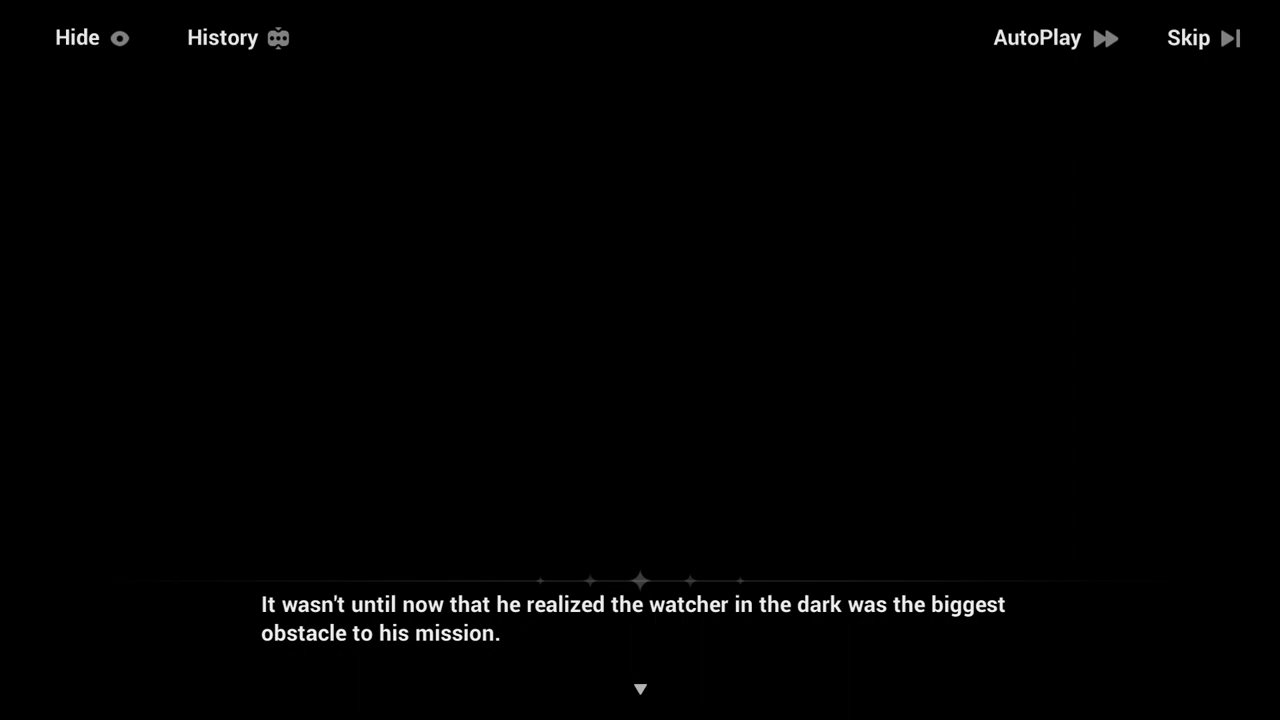 Hide
History
AutoPlay
Skip
It wasn't until now that he realized the watcher in the dark was the biggest
obstacle to his mission.